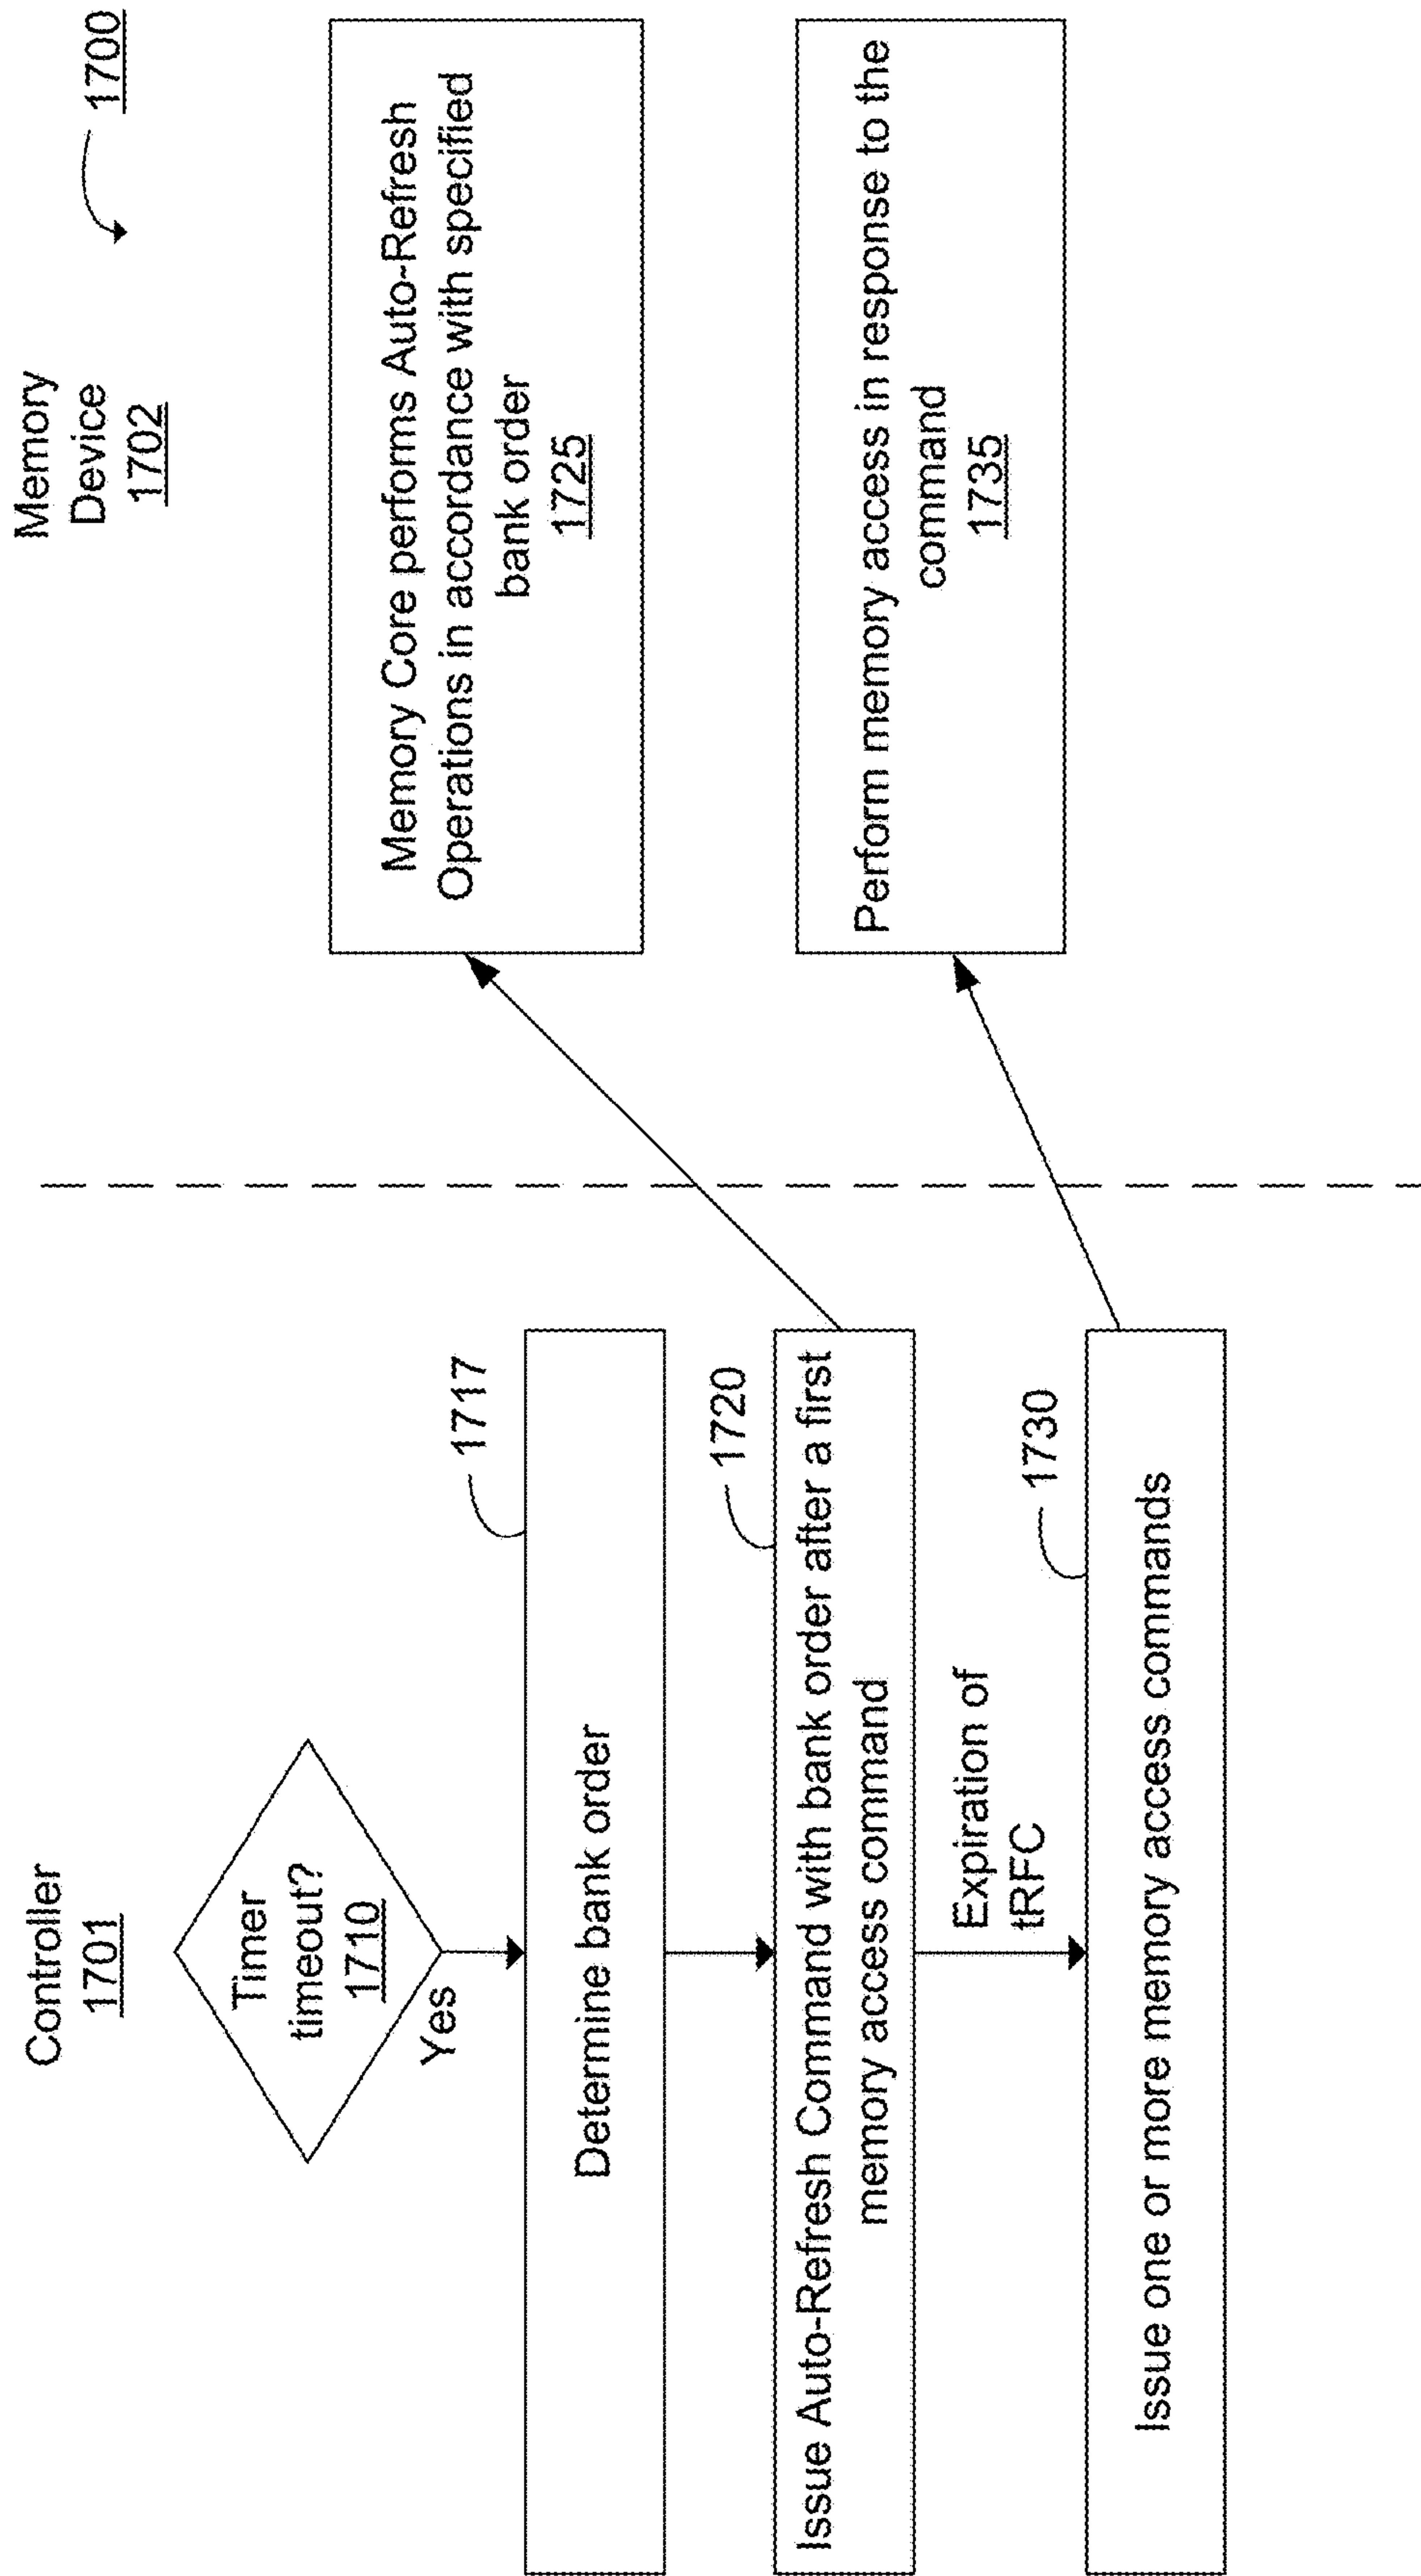 Controller
1701
Timer
timeout?
1710
Yes
1717
Determine bank order
1720
Issue Auto-Refresh Command with bank order after a first
memory access command
Expiration of
tRFC
1730
Issue one or more memory access commands
Memory
Device
1702
1700
Memory Core performs Auto-Refresh
Operations in accordance with specified
bank order
1725
Perform memory access in response to the
command
1735